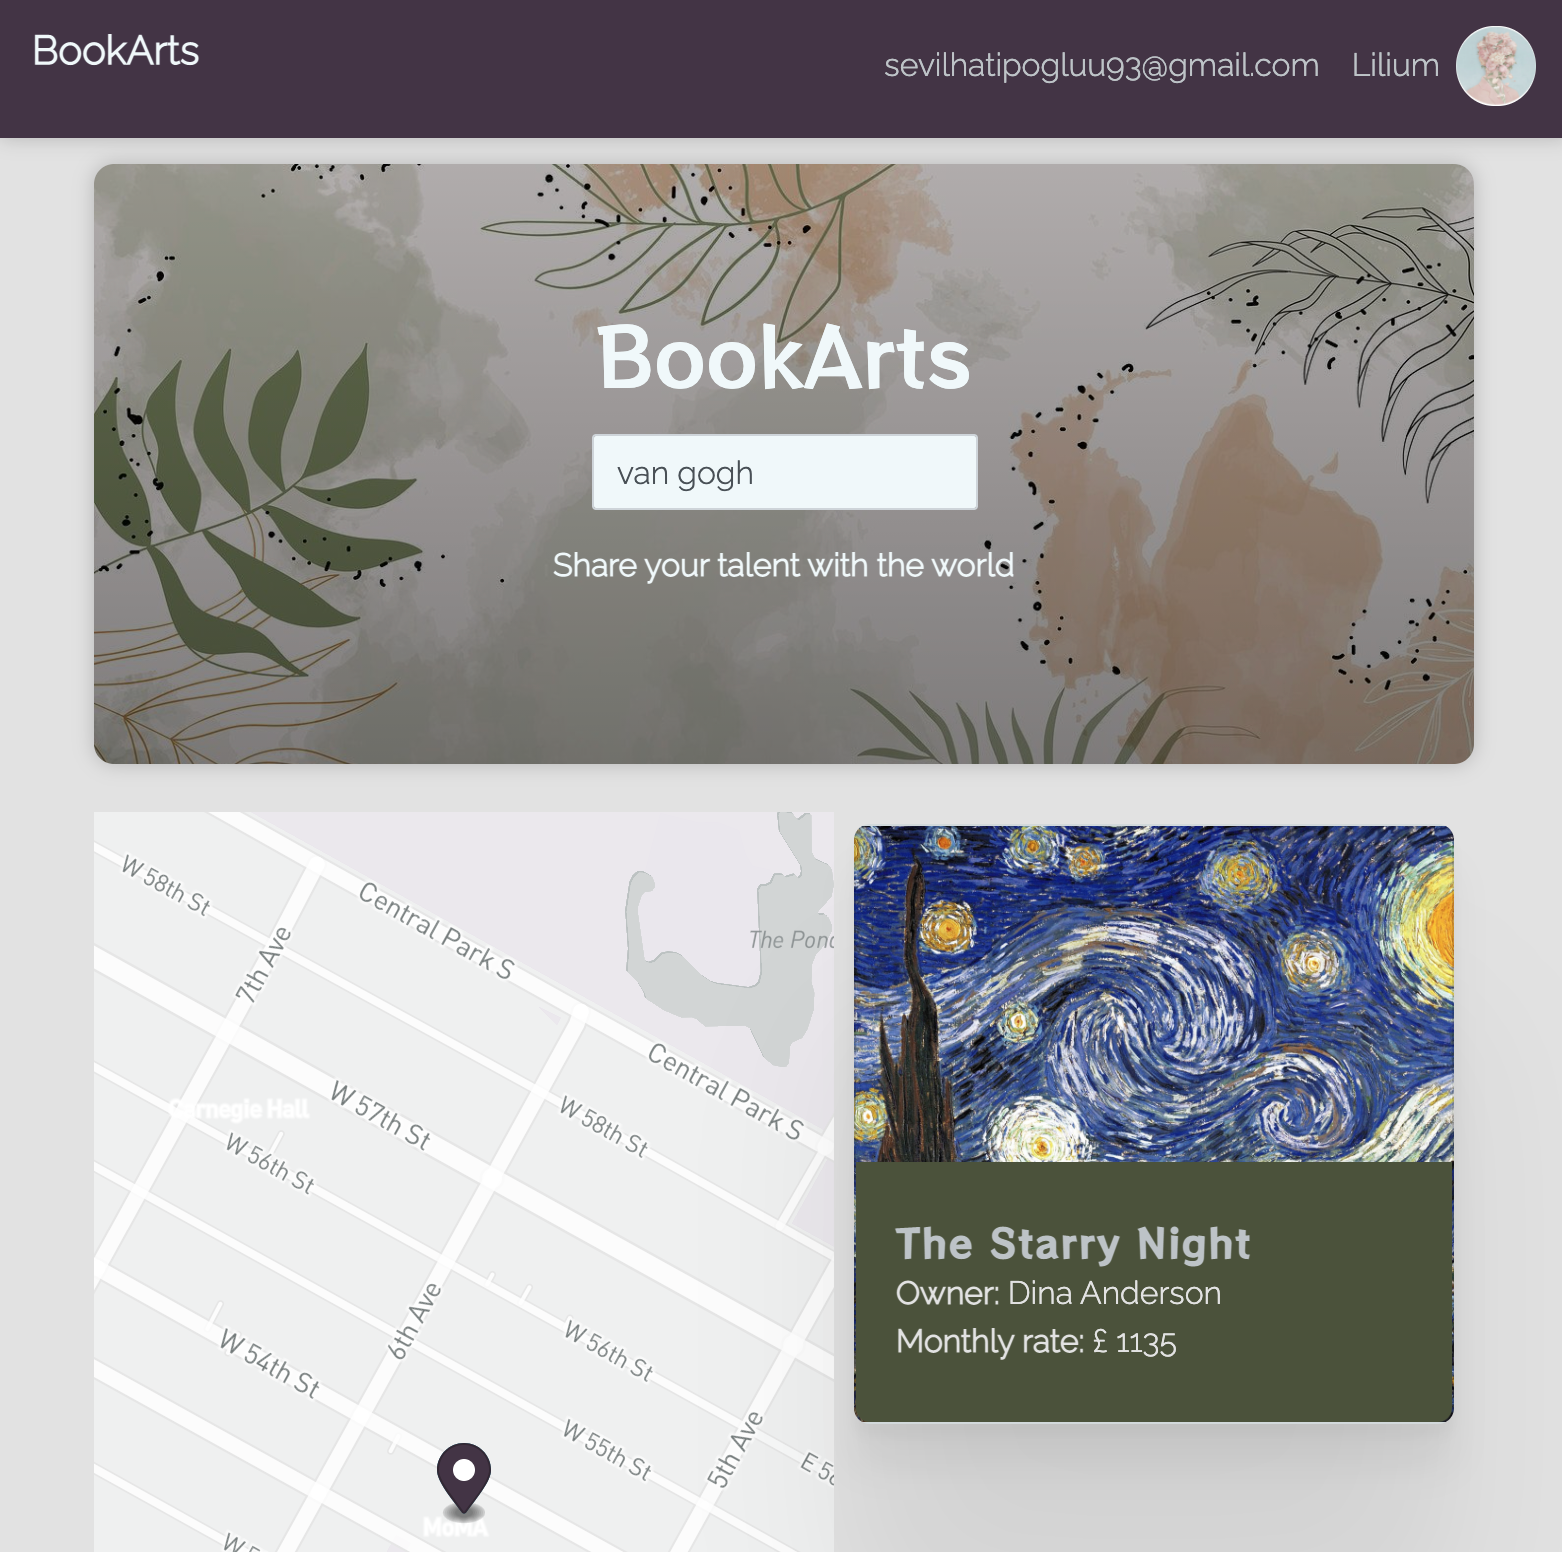 BookArts
sevilhatipogluu93@gmail.com Lilium
BookArts
van gogh
Share your talent with the world
W 58th St
Central Park S
7th Ave
The Pond
Central Park S
Carnegie Hall
W 57th St
W 58th St
W 56th St
6th Ave
W 54th St
W 56th St
W 55th St
5th Ave
MoMA
The Starry Night
Owner: Dina Anderson
Monthly rate: £ 1135